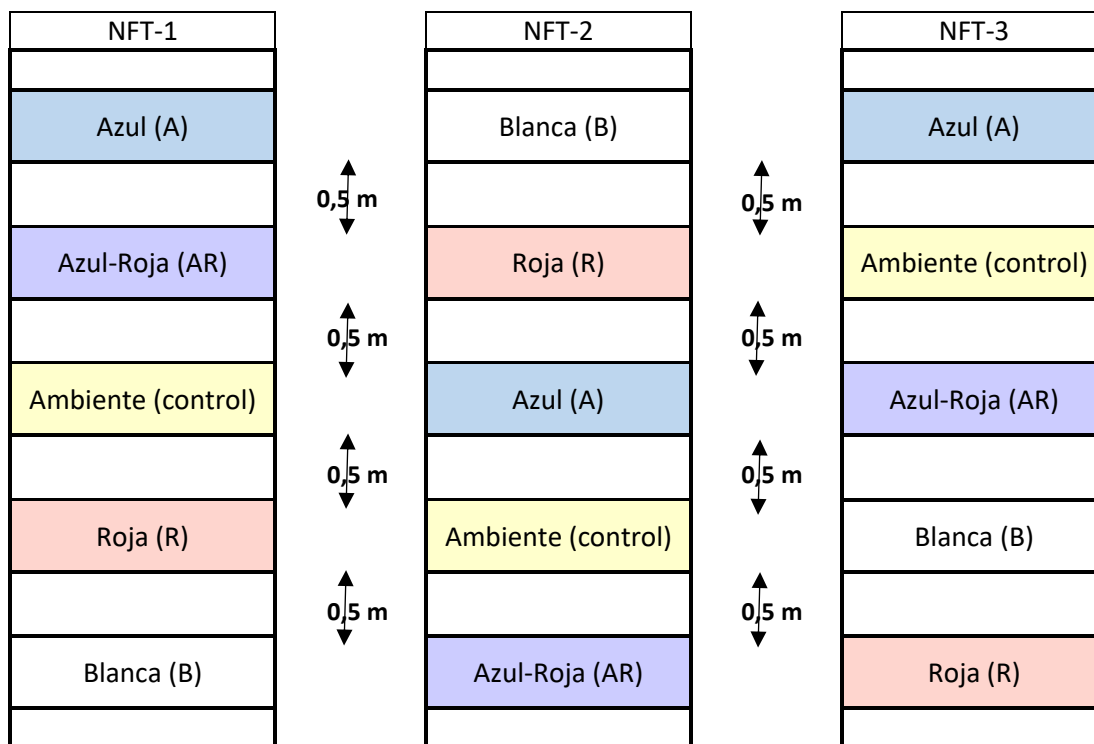 NFT-1 NFT-2 NFT-3
Azul (A) Blanca (B) Azul (A)
0,5 m 0,5 m
Azul-Roja (AR) Roja (R) Ambiente (control)
0,5 m 0,5 m
Ambiente (control) Azul (A) Azul-Roja (AR)
0,5 m 0,5 m
Roja (R) Ambiente (control) Blanca (B)
0,5 m 0,5 m
Blanca (B) Azul-Roja (AR) Roja (R)